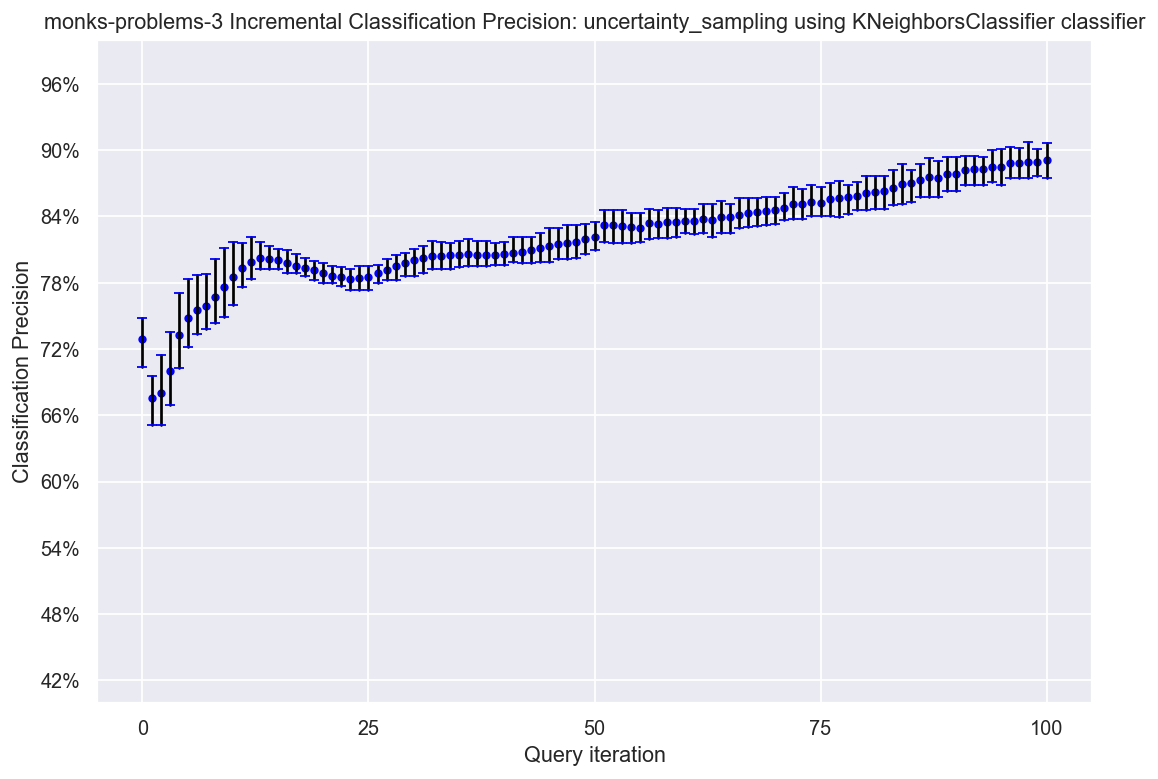 monks-problems-3 Incremental Classification Precision: uncertainty_sampling using KNeighborsClassifier classifier
96%
90%
84%
78%
72%
66%
60%
54%
48%
42%
Classification Precision
0 25 50 75 100
Query iteration